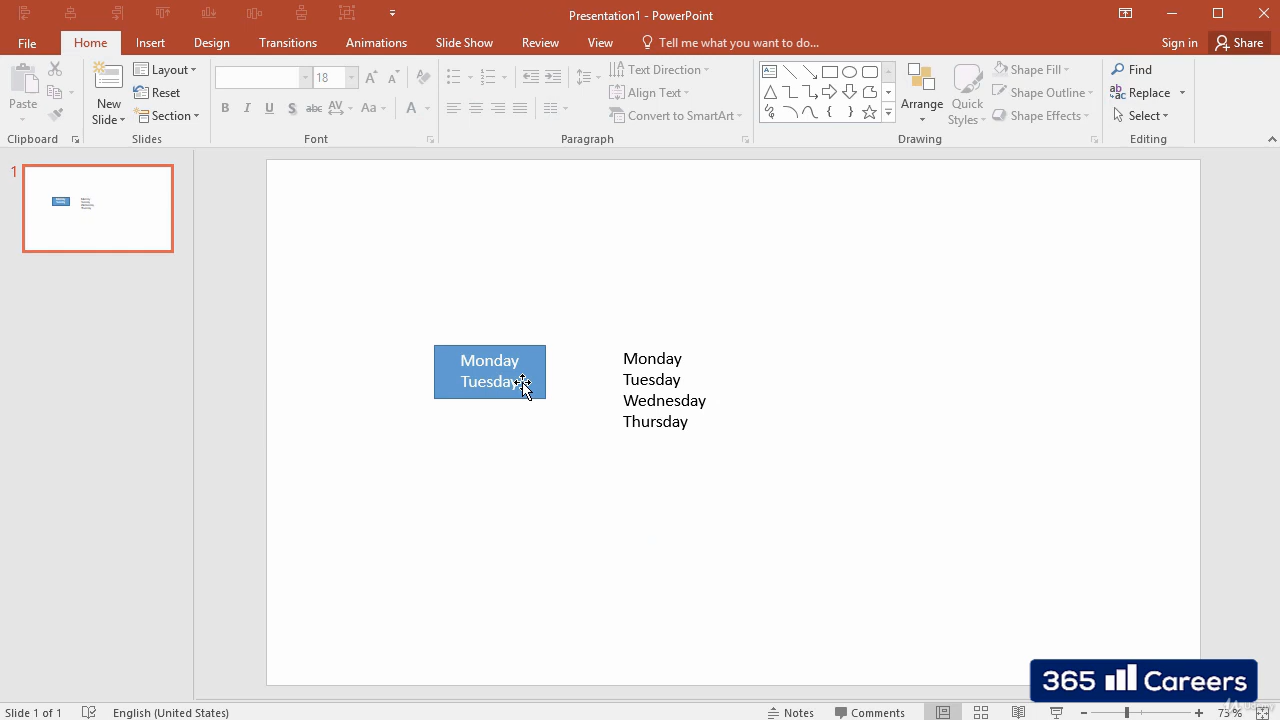 Presentation1 - PowerPoint
File Home Insert Design Transitions Animations Slide Show Review View Tell me what you want to do... Sign in Share
Paste
Clipboard
New Slide
Layout
Reset
Section
Slides
18
B I U S abc AV Aa A
Font
Text Direction
Align Text
Convert to SmartArt
Paragraph
Arrange
Quick Styles
Shape Fill
Shape Outline
Shape Effects
Drawing
Find
Replace
Select
Editing
1
Monday
Tuesday
Monday
Tuesday
Wednesday
Thursday
365 Careers
Slide 1 of 1 English (United States) Notes Comments 73 %